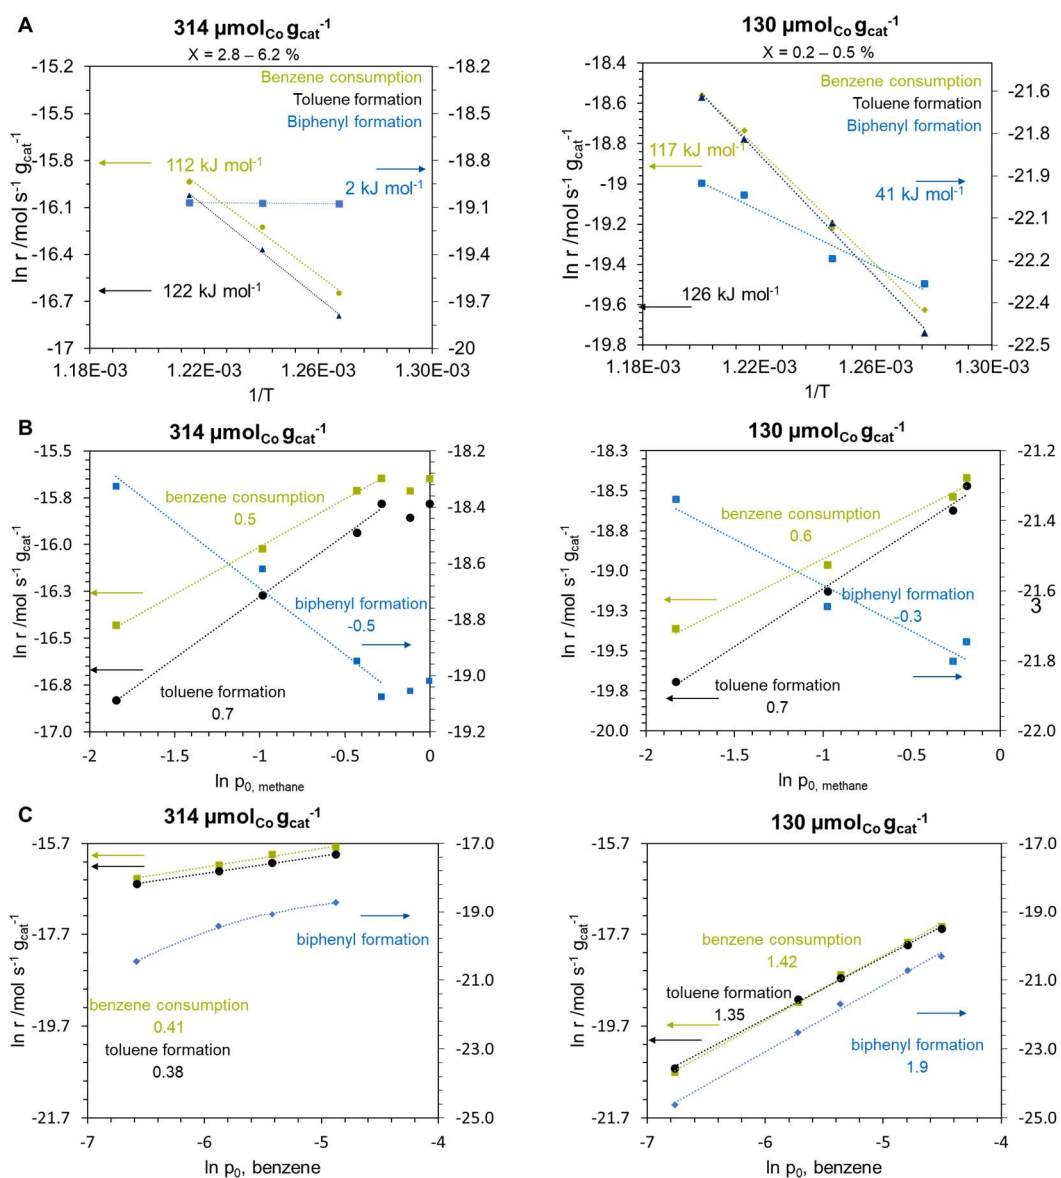 A
314 µmolCo gcat-1
X = 2.8 – 6.2 %
-15.2
-15.5
-15.8
-16.1
-16.4
-16.7
-17
ln r /mol s-1 gcat-1
-18.2
-18.5
-18.8
-19.1
-19.4
-19.7
-20
Benzene consumption
Toluene formation
Biphenyl formation
112 kJ mol-1
2 kJ mol-1
122 kJ mol-1
1.18E-03 1.22E-03 1.26E-03 1.30E-03
1/T
130 µmolCo gcat-1
X = 0.2 – 0.5 %
-18.4
-18.6
-18.8
-19
-19.2
-19.4
-19.6
-19.8
ln r /mol s-1 gcat-1
-21.6
-21.8
-21.9
-22.1
-22.2
-22.4
-22.5
Benzene consumption
Toluene formation
Biphenyl formation
117 kJ mol-1
41 kJ mol-1
126 kJ mol-1
1.18E-03 1.22E-03 1.26E-03 1.30E-03
1/T
B
314 µmolCo gcat-1
-15.5
-15.8
-16.0
-16.3
-16.5
-16.8
-17.0
ln r /mol s-1 gcat-1
-18.2
-18.4
-18.6
-18.8
-19.0
-19.2
benzene consumption
0.5
biphenyl formation
-0.5
toluene formation
0.7
-2 -1 -1 0 0
ln p0, methane
130 µmolCo gcat-1
-18.3
-18.5
-18.8
-19.0
-19.3
-19.5
-19.8
-20.0
ln r /mol s-1 gcat-1
-21.2
-21.4
-21.6
-21.8
-22.0
3
benzene consumption
0.6
biphenyl formation
-0.3
toluene formation
0.7
-2 -1.5 -1 -0.5 0
ln p0, methane
C
314 µmolCo gcat-1
-15.7
-17.7
-19.7
-21.7
ln r /mol s-1 gcat-1
-17.0
-19.0
-21.0
-23.0
-25.0
biphenyl formation
benzene consumption
0.41
toluene formation
0.38
-7 -6 -5 -4
ln p0, benzene
130 µmolCo gcat-1
-15.7
-17.7
-19.7
-21.7
ln r /mol s-1 gcat-1
-17.0
-19.0
-21.0
-23.0
-25.0
benzene consumption
1.42
toluene formation
1.35
biphenyl formation
1.9
-7 -6 -5 -4
ln p0, benzene